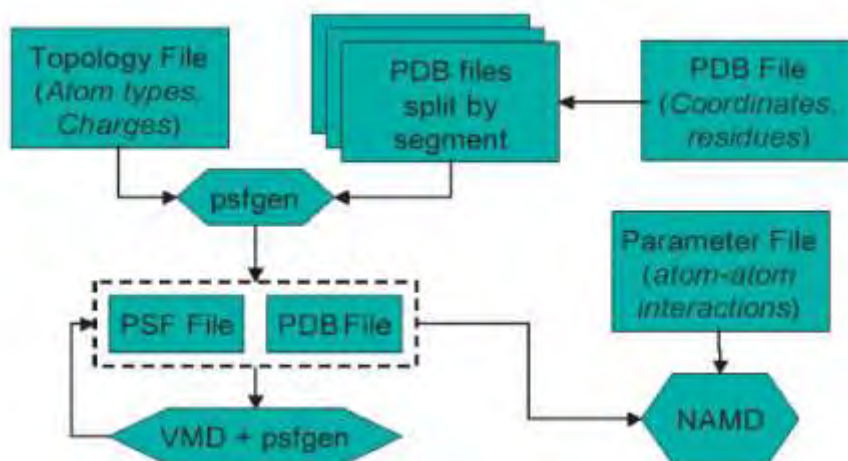 Topology File
(Atom types,
Charges)
PDB files
split by
segment
PDB File
(Coordinates,
residues)
psfgen
Parameter File
(atom-atom
interactions)
PSF File
PDB File
VMD + psfgen
NAMD